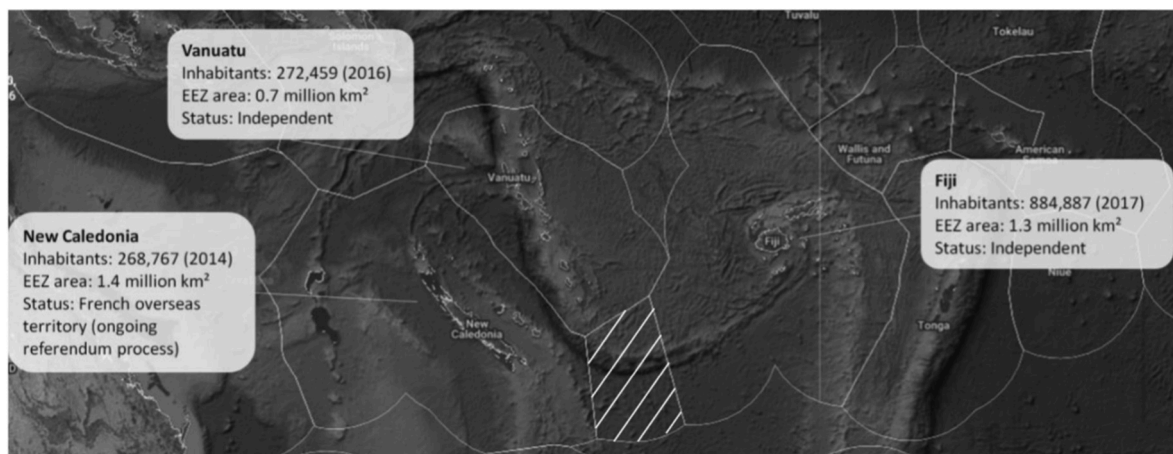 Tuvalu
Tokelau
Solomon
Islands
Vanuatu
Inhabitants: 272,459 (2016)
EEZ area: 0.7 million km²
Status: Independent
Wallis and
Futuna
American
Vanuatu
Fiji
Inhabitants: 884,887 (2017)
EEZ area: 1.3 million km²
Status: Independent
Fiji
Niue
New Caledonia
Inhabitants: 268,767 (2014)
EEZ area: 1.4 million km²
Status: French overseas
territory (ongoing
referendum process)
New
Caledonia
Tonga